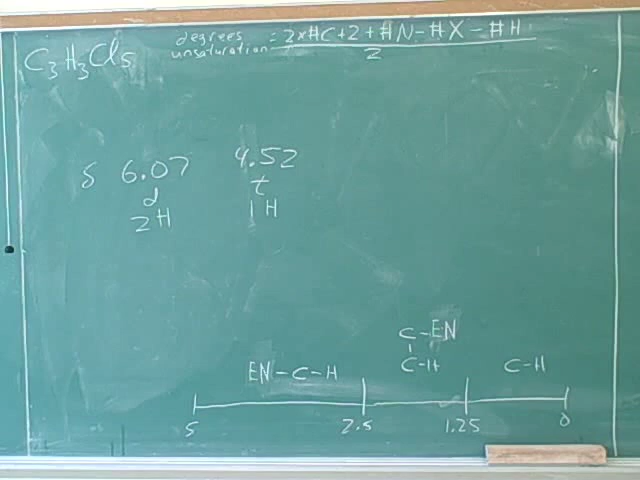 C3H3Cl5
degrees unsaturation = 2x#C+2+#N-#X-#H
2
δ 6.07 4.52
d t
2H 1H
C-EN
EN-C-H C-H C-H
5 2.5 1.25 0